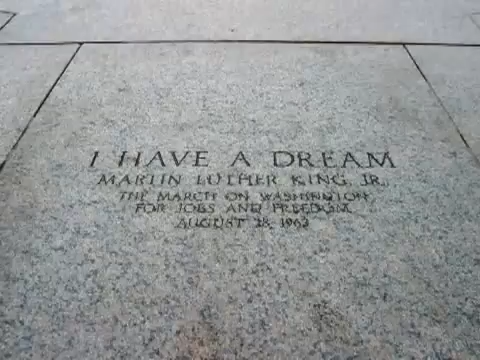 I HAVE A DREAM
MARTIN LUTHER KING, JR.,
THE MARCH ON WASHINGTON
FOR JOBS AND FREEDOM
AUGUST 28, 1963